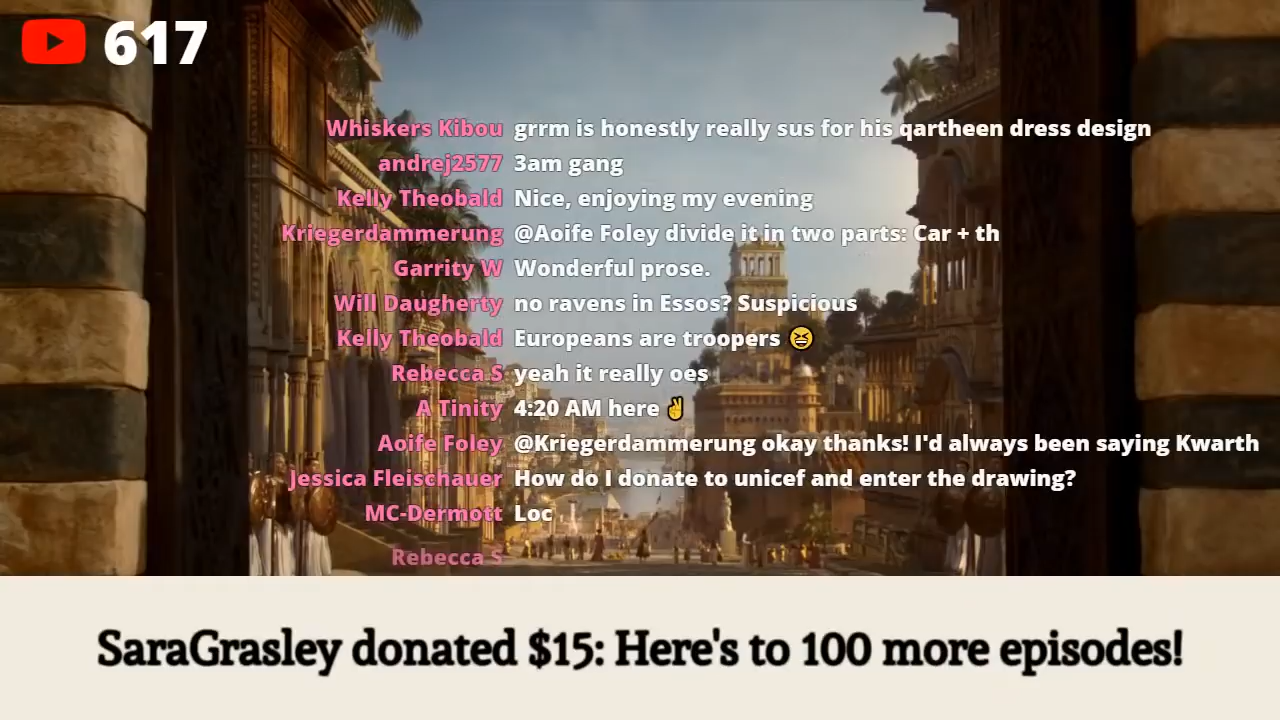 617
Whiskers Kibou grrm is honestly really sus for his qartheen dress design
andrej2577 3am gang
Kelly Theobald Nice, enjoying my evening
Kriegerdammerung @Aoife Foley divide it in two parts: Car + th
Garrity W Wonderful prose.
Will Daugherty no ravens in Essos? Suspicious
Kelly Theobald Europeans are troopers 😆
Rebecca S yeah it really oes
A Tinity 4:20 AM here ✌
Aoife Foley @Kriegerdammerung okay thanks! I'd always been saying Kwarth
Jessica Fleischauer How do I donate to unicef and enter the drawing?
MC-Dermott Loc
Rebecca S
SaraGrasley donated $15: Here's to 100 more episodes!